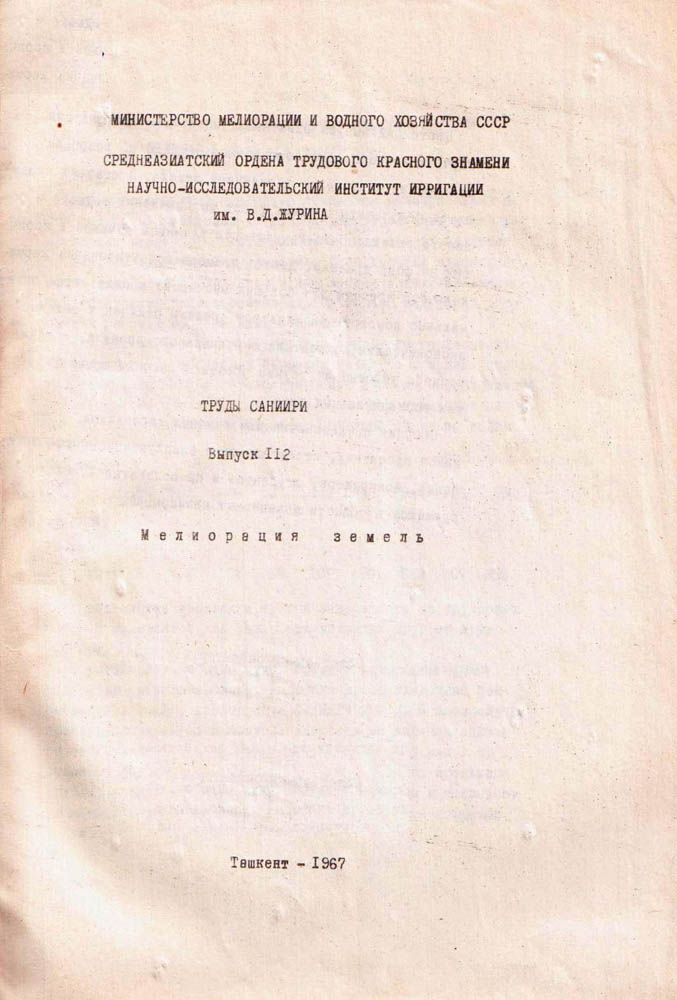 МИНИСТЕРСТВО МЕЛИОРАЦИИ И ВОДНОГО ХОЗЯЙСТВА СССР
СРЕДНЕАЗИАТСКИЙ ОРДЕНА ТРУДОВОГО КРАСНОГО ЗНАМЕНИ
НАУЧНО-ИССЛЕДОВАТЕЛЬСКИЙ ИНСТИТУТ ИРРИГАЦИИ
им. В.Д.ЖУРИНА
ТРУДЫ САНИИРИ
Выпуск II2
Мелиорация земель
Ташкент - I967